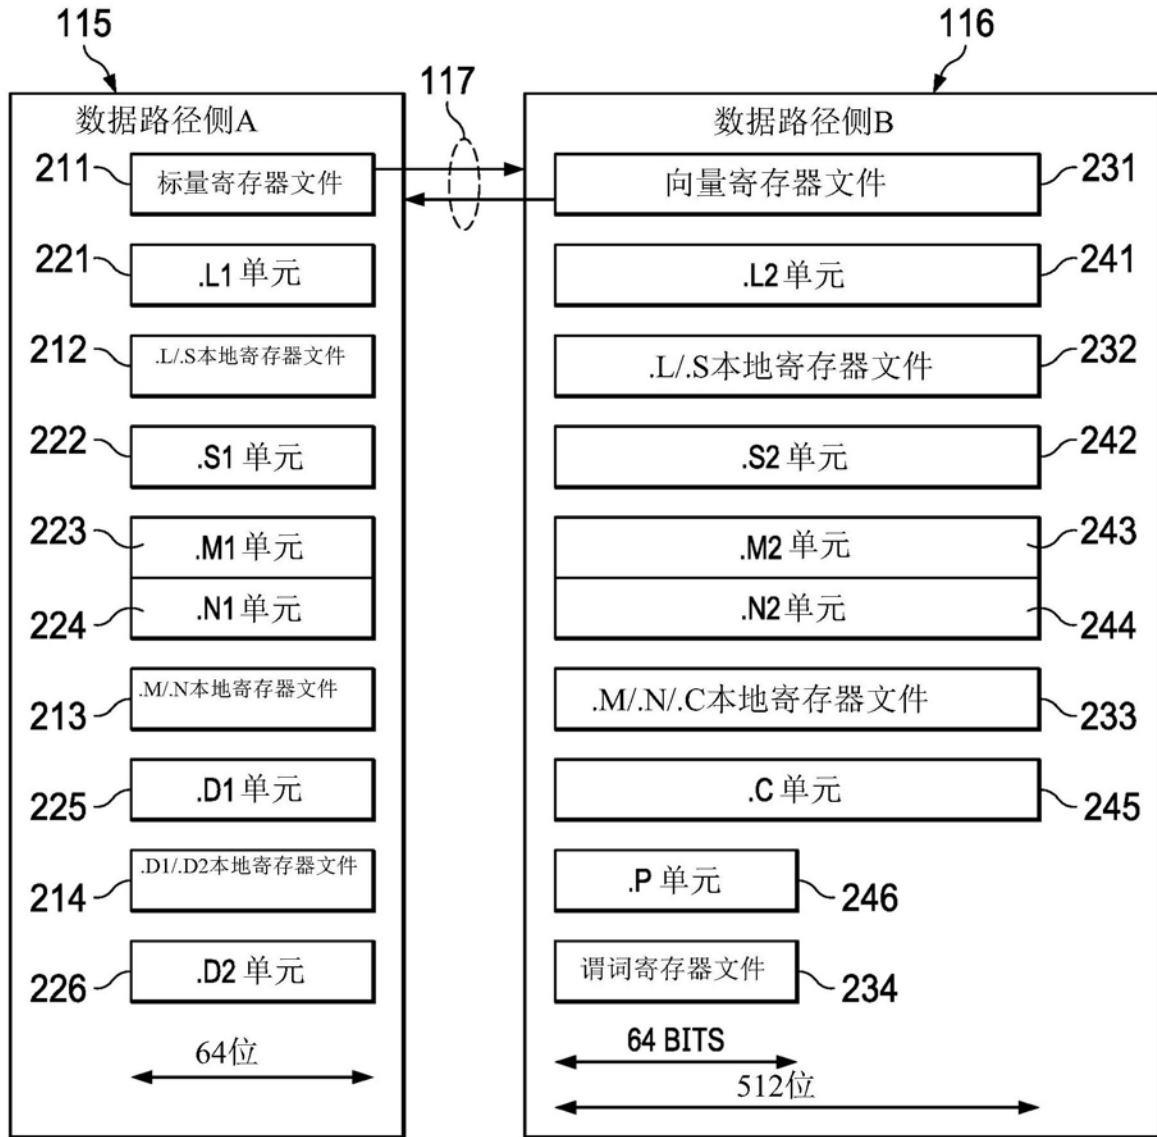 115
116
117
数据路径侧A
数据路径侧B
211
标量寄存器文件
向量寄存器文件
231
221
.L1 单元
.L2 单元
241
212
.L/.S本地寄存器文件
.L/.S本地寄存器文件
232
222
.S1 单元
.S2 单元
242
223
.M1 单元
.M2 单元
243
224
.N1 单元
.N2 单元
244
213
.M/.N本地寄存器文件
.M/.N/.C本地寄存器文件
233
225
.D1 单元
.C 单元
245
214
.D1/.D2本地寄存器文件
.P 单元
246
226
.D2 单元
谓词寄存器文件
234
64位
64 BITS
512位